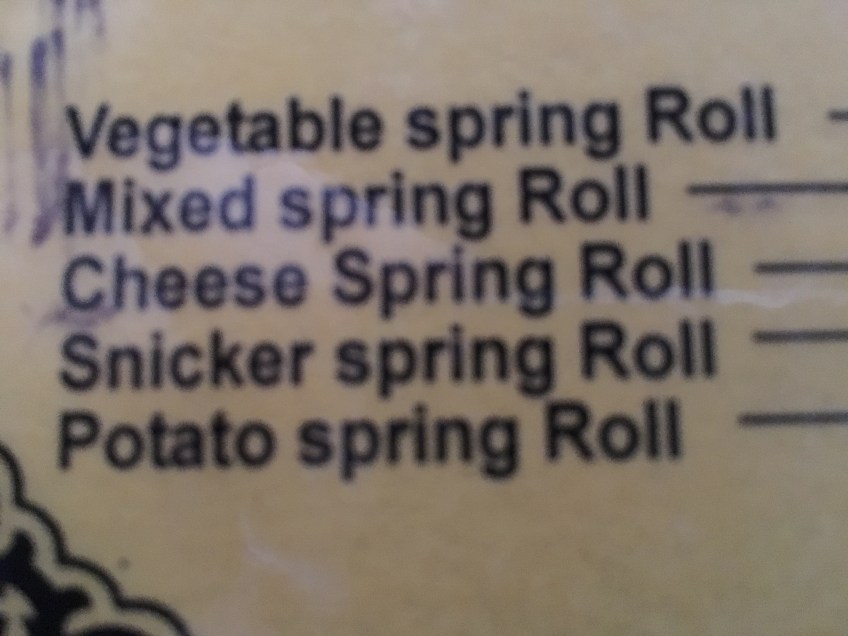 Vegetable spring Roll
Mixed spring Roll
Cheese Spring Roll
Snicker spring Roll
Potato spring Roll